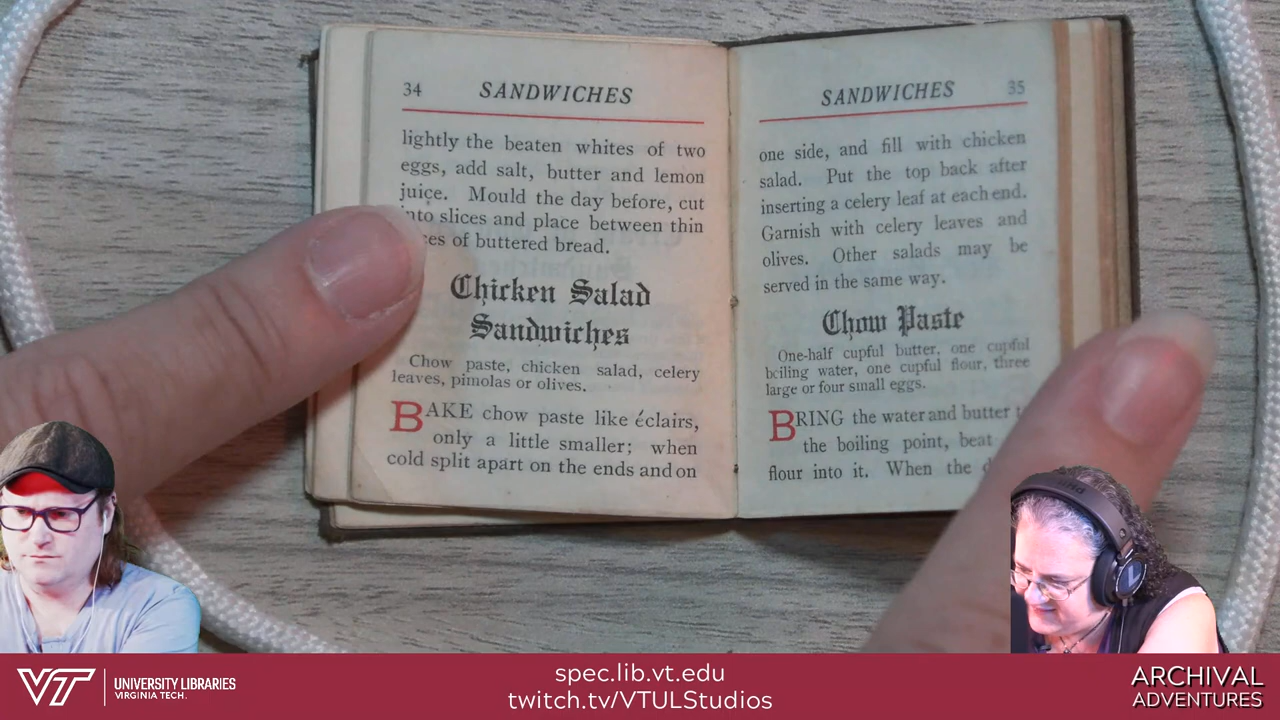 34 SANDWICHES
lightly the beaten whites of two
eggs, add salt, butter and lemon
juice. Mould the day before, cut
into slices and place between thin
of buttered bread.
Chicken Salad
Sandwiches
Chow paste, chicken salad, celery
leaves, pimolas or olives.
BAKE chow paste like éclairs,
only a little smaller; when
cold split apart on the ends and on
SANDWICHES 35
one side, and fill with chicken
salad. Put the top back after
inserting a celery leaf at each end.
Garnish with celery leaves and
olives. Other salads may be
served in the same way.
Chow Paste
One-half cupful butter, one cupful
boiling water, one cupful flour, three
large or four small eggs.
BRING the water and butter
the boiling point, beat
flour into it. When the
VT UNIVERSITY LIBRARIES
VIRGINIA TECH.
spec.lib.vt.edu
twitch.tv/VTULStudios
ARCHIVAL
ADVENTURES